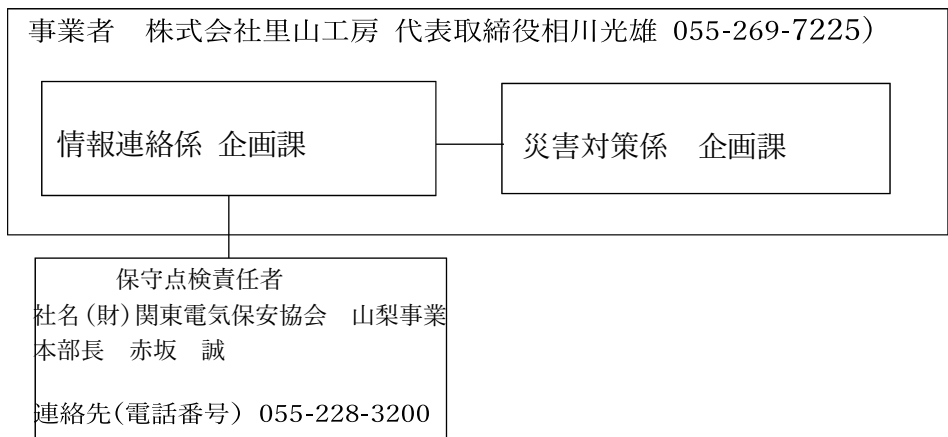 事業者　株式会社里山工房 代表取締役相川光雄 055-269-7225)
情報連絡係 企画課
災害対策係　企画課
保守点検責任者
社名(財)関東電気保安協会　山梨事業
本部長　赤坂　誠
連絡先(電話番号) 055-228-3200